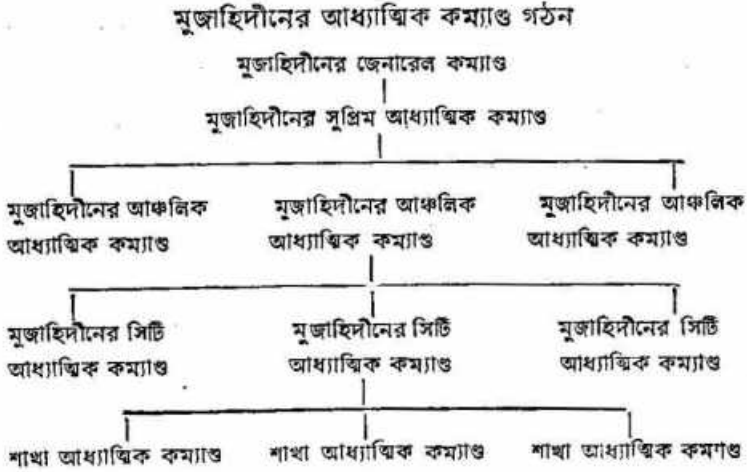 মুজাহিদীনের আধ্যাত্মিক কম্যাণ্ড গঠন
মুজাহিদীনের জেনারেল কম্যাণ্ড
মুজাহিদীনের সুপ্রিম আধ্যাত্মিক কম্যাণ্ড
মুজাহিদীনের আঞ্চলিক মুজাহিদীনের আঞ্চলিক মুজাহিদীনের আঞ্চলিক
আধ্যাত্মিক কম্যাণ্ড আধ্যাত্মিক কম্যাণ্ড আধ্যাত্মিক কম্যাণ্ড
মুজাহিদীনের সিটি মুজাহিদীনের সিটি মুজাহিদীনের সিটি
আধ্যাত্মিক কম্যাণ্ড আধ্যাত্মিক কম্যাণ্ড আধ্যাত্মিক কম্যাণ্ড
শাখা আধ্যাত্মিক কম্যাণ্ড শাখা আধ্যাত্মিক কম্যাণ্ড শাখা আধ্যাত্মিক কমাণ্ড